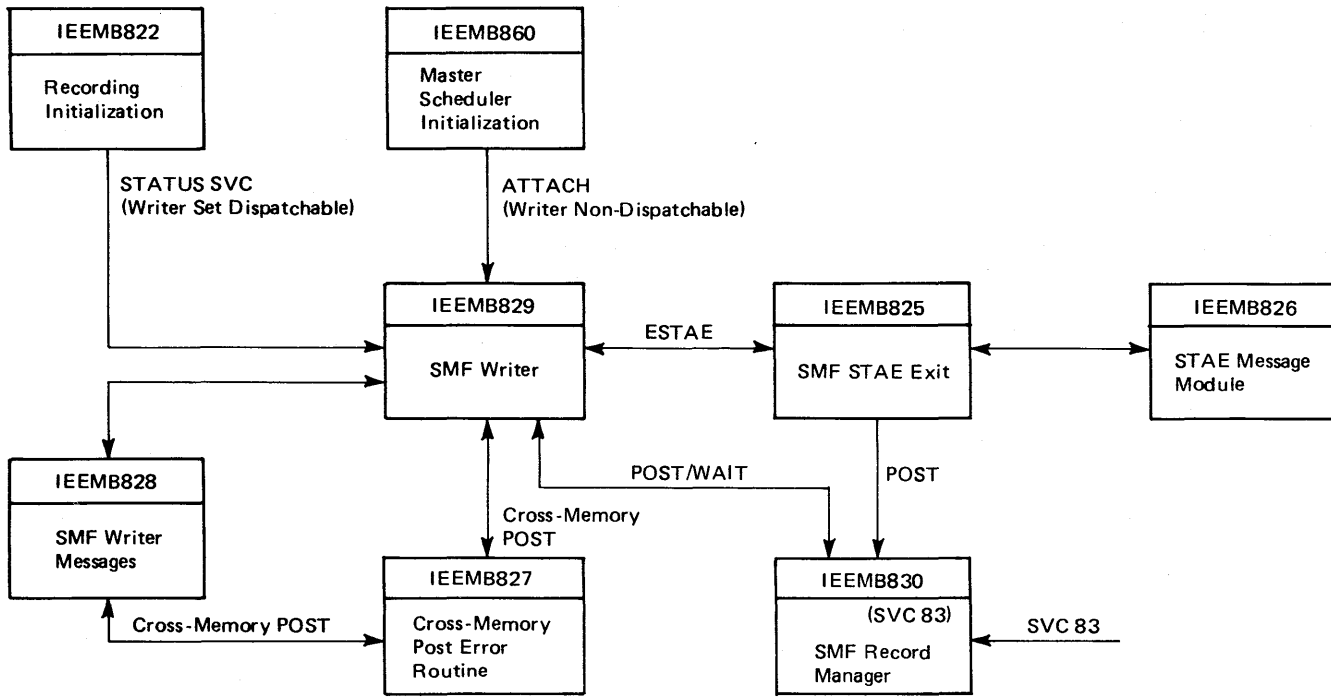 IEEMB822
Recording
Initialization
IEEMB860
Master
Scheduler
Initialization
STATUS SVC
(Writer Set Dispatchable)
ATTACH
(Writer Non-Dispatchable)
IEEMB829
SMF Writer
ESTAE
IEEMB825
SMF STAE Exit
IEEMB826
STAE Message
Module
IEEMB828
SMF Writer
Messages
POST/WAIT
POST
Cross-Memory
POST
IEEMB827
Cross-Memory
Post Error
Routine
Cross-Memory POST
IEEMB830
(SVC 83)
SMF Record
Manager
SVC 83